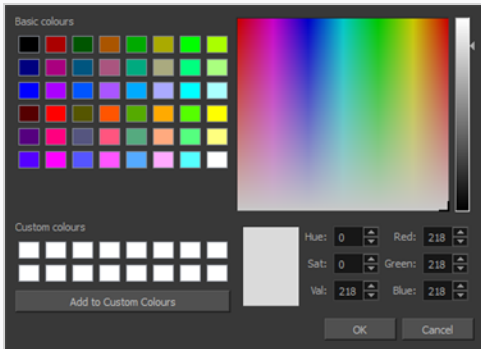 Basic colours
Custom colours
Add to Custom Colours
Hue: 0 Red: 218
Sat: 0 Green: 218
Val: 218 Blue: 218
OK Cancel